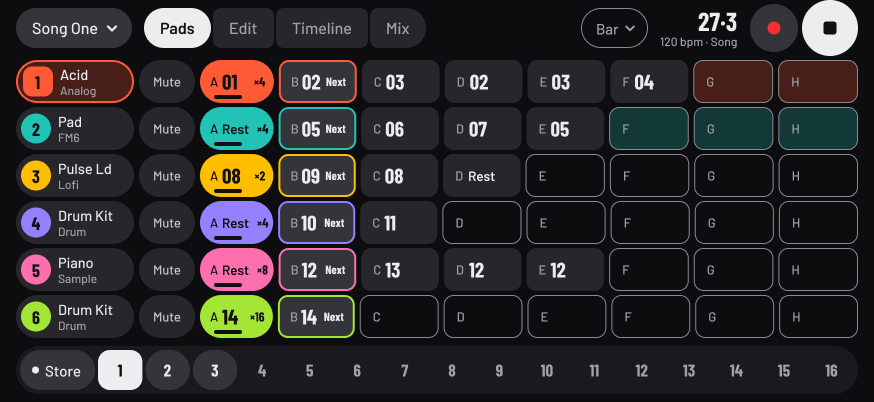 Song One Pads Edit Timeline Mix Bar 27·3
120 bpm · Song
1 Acid Mute A 01 ×4 B 02 Next C 03 D 02 E 03 F 04 G H
Analog
2 Pad Mute A Rest ×4 B 05 Next C 06 D 07 E 05 F G H
FM6
3 Pulse Ld Mute A 08 ×2 B 09 Next C 08 D Rest E F G H
Lofi
4 Drum Kit Mute A Rest ×4 B 10 Next C 11 D E F G H
Drum
5 Piano Mute A Rest ×8 B 12 Next C 13 D 12 E 12 F G H
Sample
6 Drum Kit Mute A 14 ×16 B 14 Next C D E F G H
Drum
Store 1 2 3 4 5 6 7 8 9 10 11 12 13 14 15 16